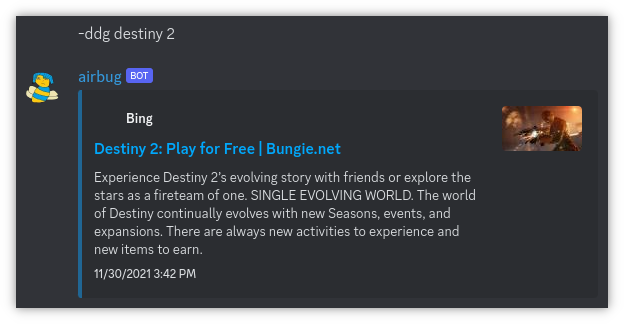 -ddg destiny 2
airbug BOT
Bing
Destiny 2: Play for Free | Bungie.net
Experience Destiny 2's evolving story with friends or explore the
stars as a fireteam of one. SINGLE EVOLVING WORLD. The world
of Destiny continually evolves with new Seasons, events, and
expansions. There are always new activities to experience and
new items to earn.
11/30/2021 3:42 PM